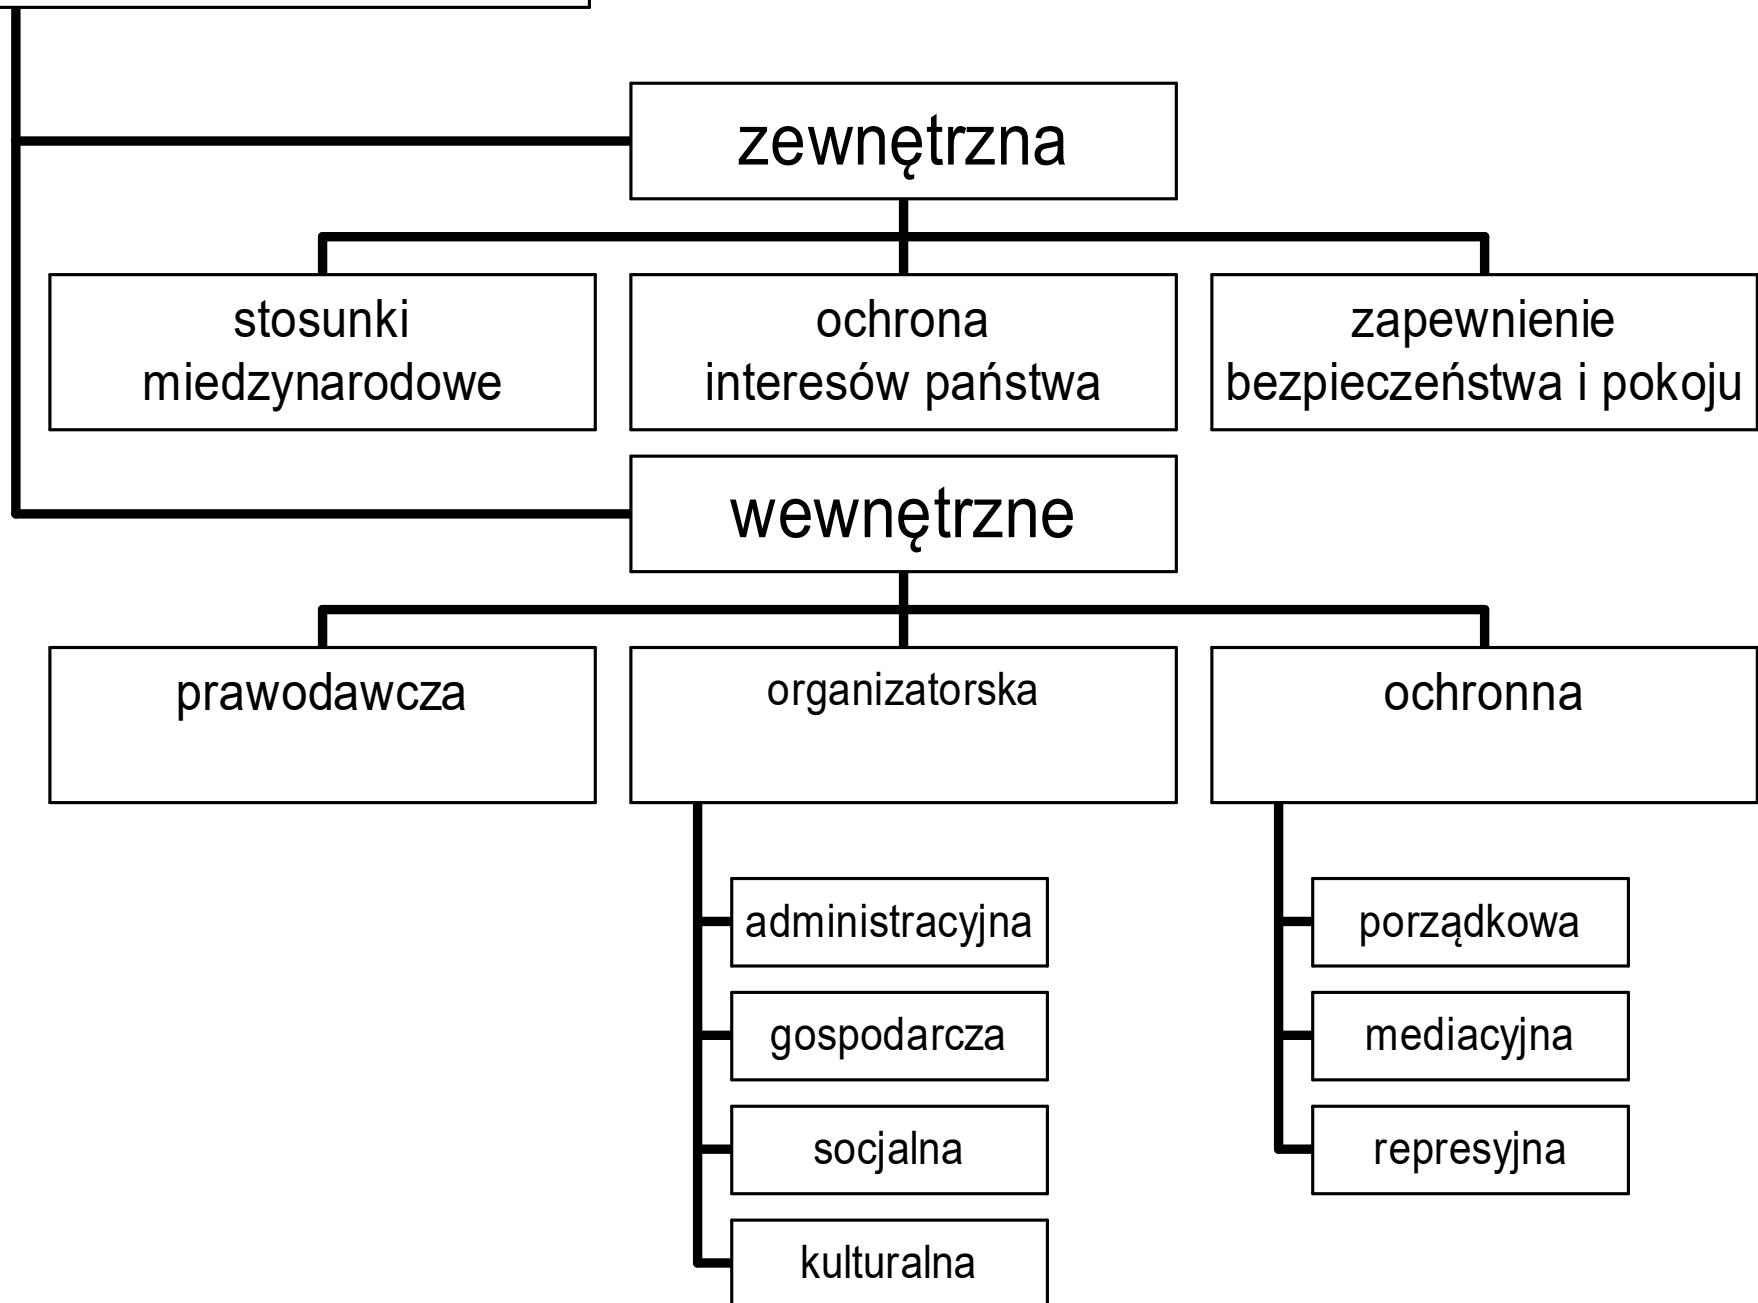 zewnętrzna
stosunki
miedzynarodowe
ochrona
interesów państwa
zapewnienie
bezpieczeństwa i pokoju
wewnętrzne
prawodawcza
organizatorska
ochronna
administracyjna
gospodarcza
socjalna
kulturalna
porządkowa
mediacyjna
represyjna